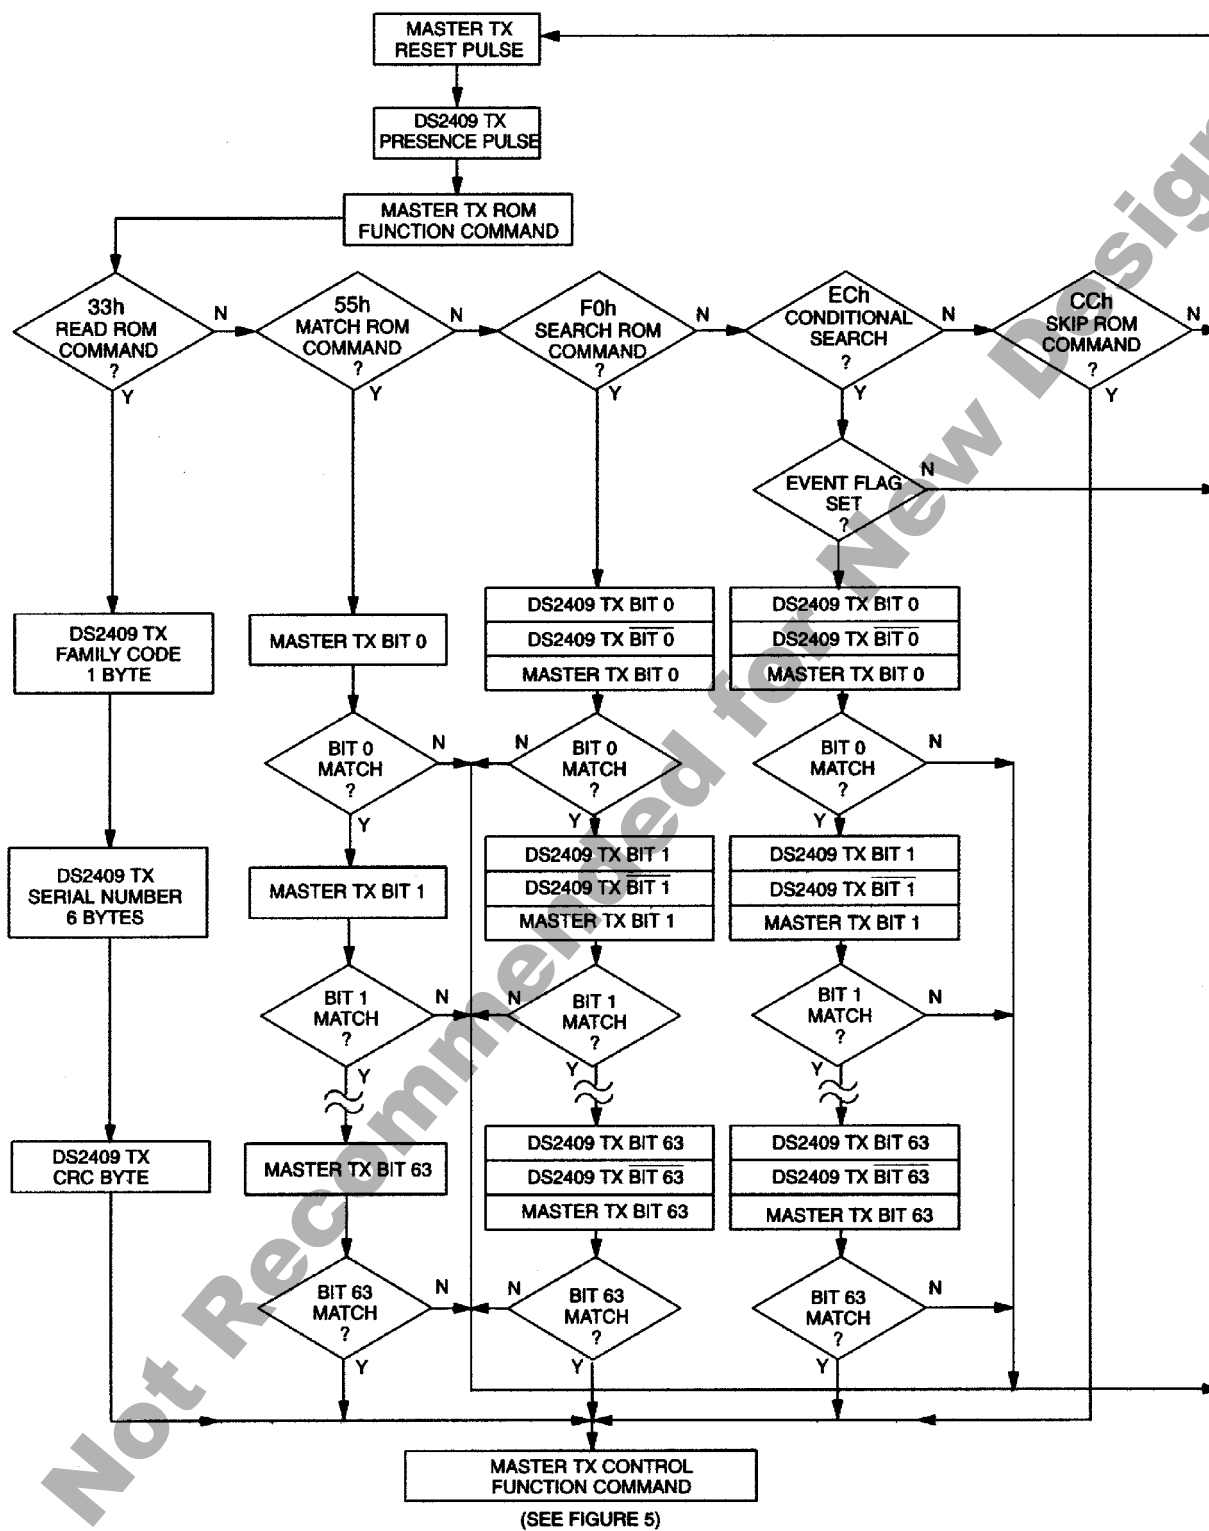 MASTER TX
RESET PULSE
DS2409 TX
PRESENCE PULSE
MASTER TX ROM
FUNCTION COMMAND
33h
READ ROM
COMMAND
?
N
Y
55h
MATCH ROM
COMMAND
?
N
Y
F0h
SEARCH ROM
COMMAND
?
N
Y
ECh
CONDITIONAL
SEARCH
?
N
Y
CCh
SKIP ROM
COMMAND
?
N
Y
EVENT FLAG
SET
?
N
DS2409 TX
FAMILY CODE
1 BYTE
DS2409 TX
SERIAL NUMBER
6 BYTES
DS2409 TX
CRC BYTE
MASTER TX BIT 0
BIT 0
MATCH
?
N
Y
MASTER TX BIT 1
BIT 1
MATCH
?
N
Y
MASTER TX BIT 63
BIT 63
MATCH
?
N
Y
DS2409 TX BIT 0
DS2409 TX B̅I̅T̅ ̅0̅
MASTER TX BIT 0
BIT 0
MATCH
?
N
Y
DS2409 TX BIT 1
DS2409 TX B̅I̅T̅ ̅1̅
MASTER TX BIT 1
BIT 1
MATCH
?
N
Y
DS2409 TX BIT 63
DS2409 TX B̅I̅T̅ ̅6̅3̅
MASTER TX BIT 63
BIT 63
MATCH
?
N
Y
DS2409 TX BIT 0
DS2409 TX B̅I̅T̅ ̅0̅
MASTER TX BIT 0
BIT 0
MATCH
?
N
Y
DS2409 TX BIT 1
DS2409 TX B̅I̅T̅ ̅1̅
MASTER TX BIT 1
BIT 1
MATCH
?
N
Y
DS2409 TX BIT 63
DS2409 TX B̅I̅T̅ ̅6̅3̅
MASTER TX BIT 63
BIT 63
MATCH
?
N
Y
MASTER TX CONTROL
FUNCTION COMMAND
(SEE FIGURE 5)
Not Recommended for New Design